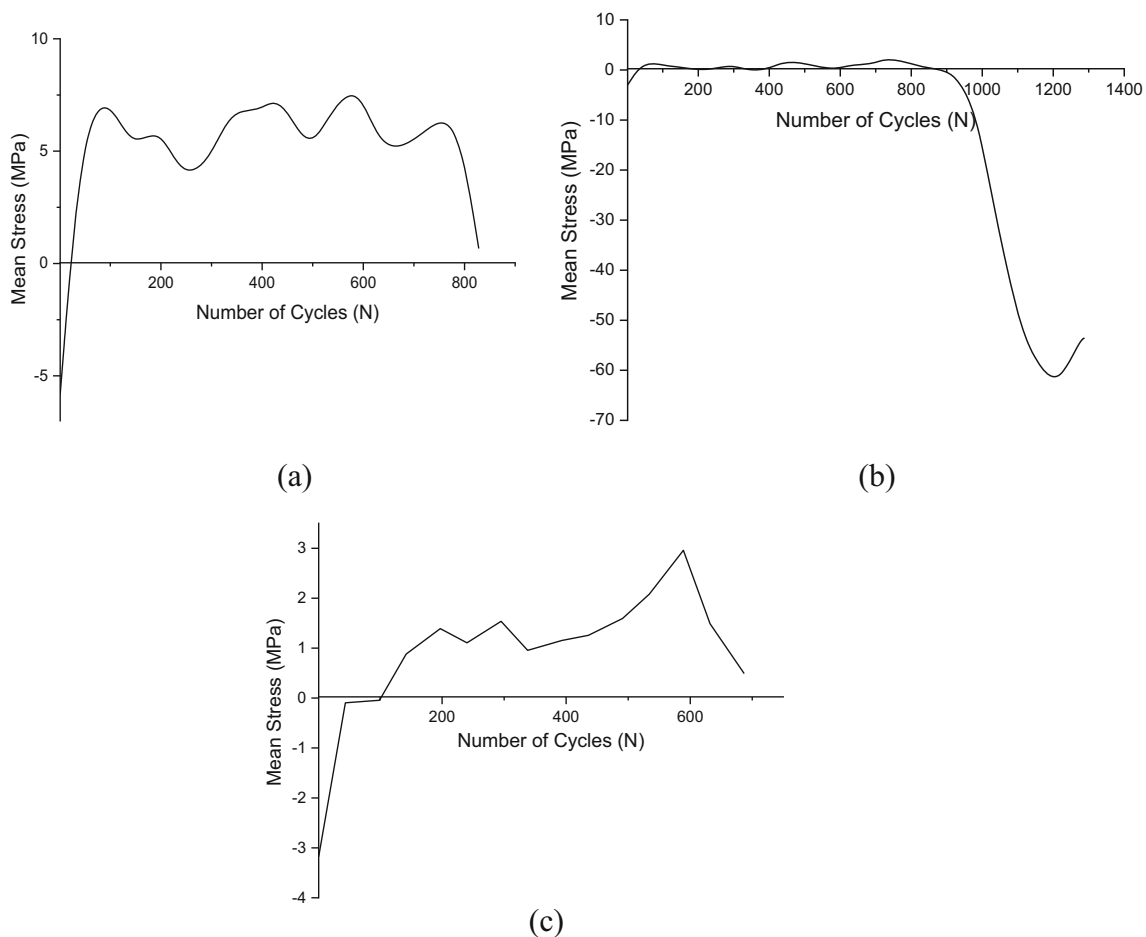 10
5
0
-5
Mean Stress (MPa)
200 400 600 800
Number of Cycles (N)
(a)
20
10
0
-10
-20
-30
-40
-50
-60
-70
Mean Stress (MPa)
200 400 600 800 1000 1200 1400
Number of Cycles (N)
(b)
3
2
1
0
-1
-2
-3
-4
Mean Stress (MPa)
200 400 600
Number of Cycles (N)
(c)